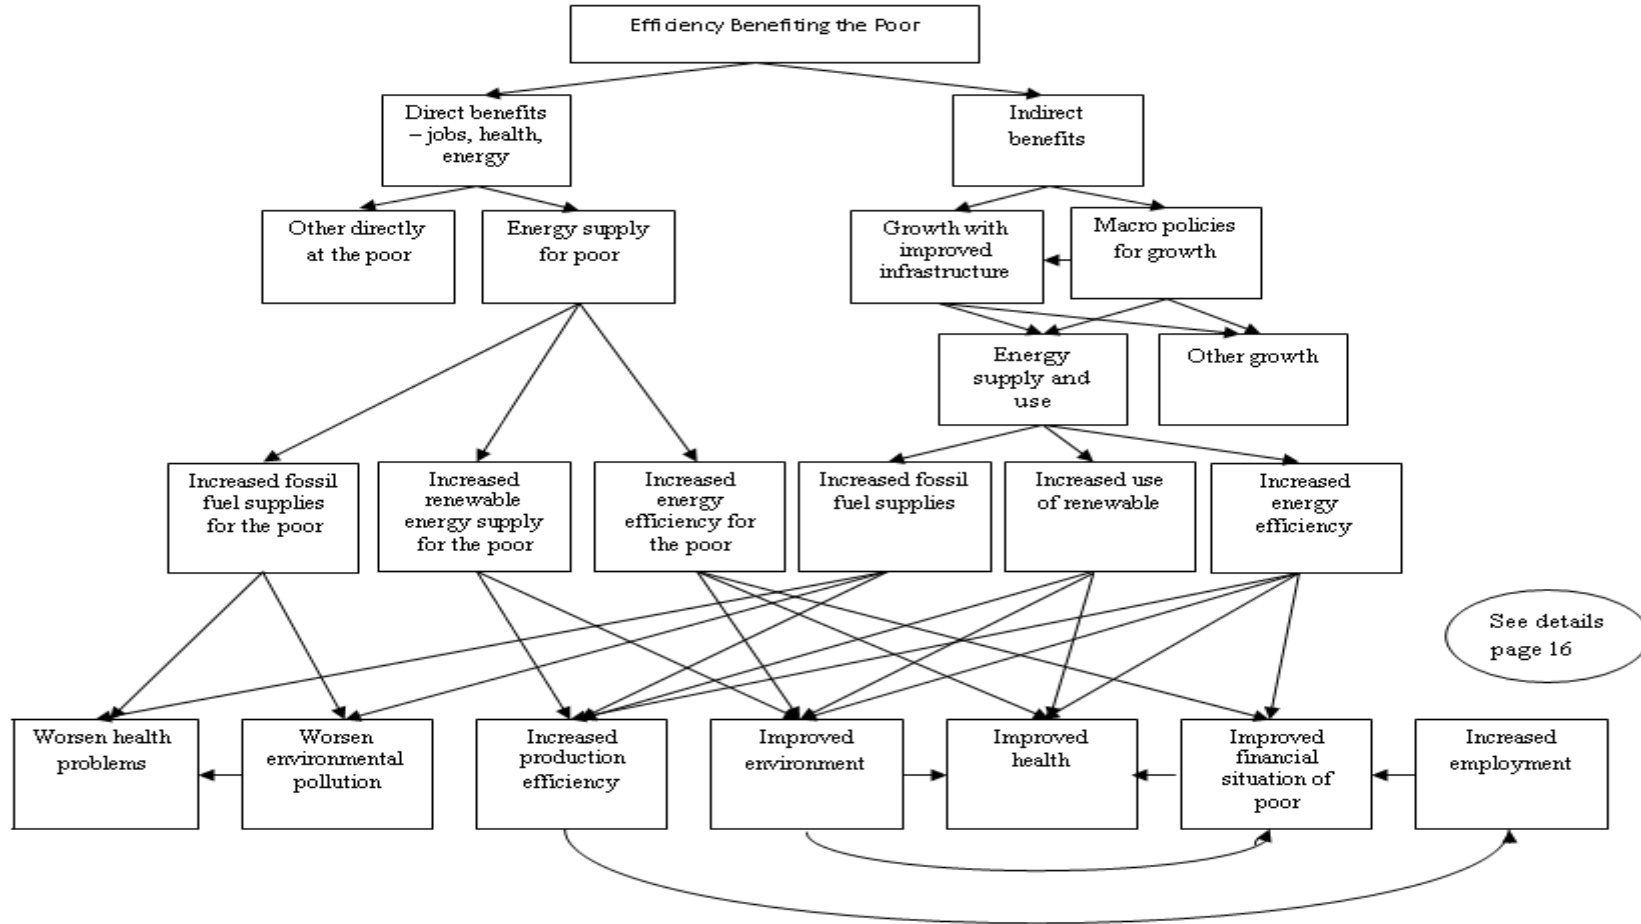 Efficiency Benefiting the Poor
Direct benefits
– jobs, health,
energy
Indirect
benefits
Other directly
at the poor
Energy supply
for poor
Growth with
improved
infrastructure
Macro policies
for growth
Energy
supply and
use
Other growth
Increased fossil
fuel supplies
for the poor
Increased
renewable
energy supply
for the poor
Increased
energy
efficiency for
the poor
Increased fossil
fuel supplies
Increased use
of renewable
Increased
energy
efficiency
See details
page 16
Worsen health
problems
Worsen
environmental
pollution
Increased
production
efficiency
Improved
environment
Improved
health
Improved
financial
situation of
poor
Increased
employment